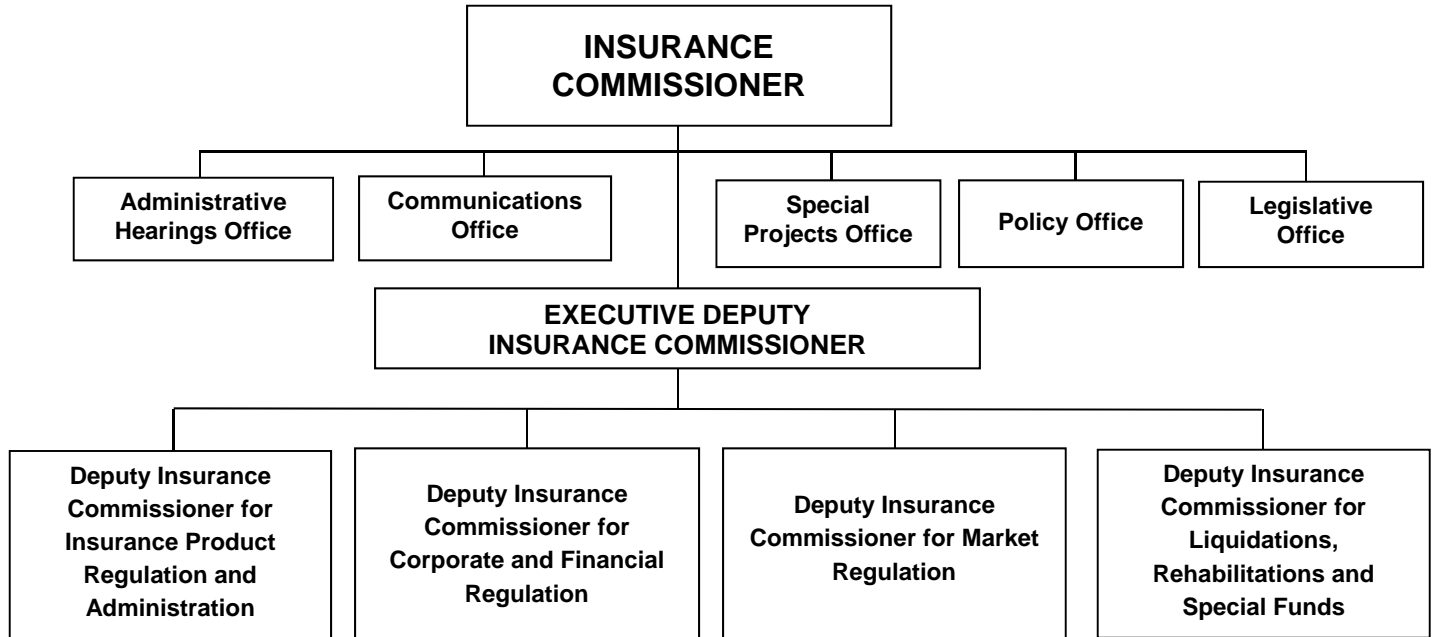 INSURANCE
COMMISSIONER
Administrative
Hearings Office
Communications
Office
Special
Projects Office
Policy Office
Legislative
Office
EXECUTIVE DEPUTY
INSURANCE COMMISSIONER
Deputy Insurance
Commissioner for
Insurance Product
Regulation and
Administration
Deputy Insurance
Commissioner for
Corporate and Financial
Regulation
Deputy Insurance
Commissioner for Market
Regulation
Deputy Insurance
Commissioner for
Liquidations,
Rehabilitations and
Special Funds